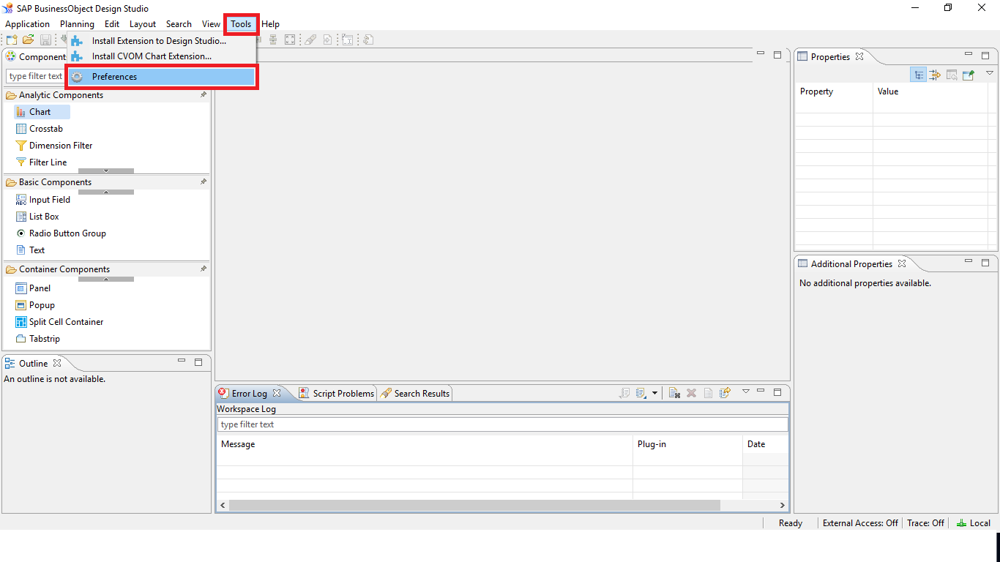 SAP BusinessObject Design Studio
Application Planning Edit Layout Search View Tools Help
Install Extension to Design Studio...
Install CVOM Chart Extension...
Preferences
Component
type filter text
Analytic Components
Chart
Crosstab
Dimension Filter
Filter Line
Basic Components
Input Field
List Box
Radio Button Group
Text
Container Components
Panel
Popup
Split Cell Container
Tabstrip
Outline
An outline is not available.
Error Log Script Problems Search Results
Workspace Log
type filter text
Message Plug-in Date
Properties
Property Value
Additional Properties
No additional properties available.
Ready External Access: Off Trace: Off Local